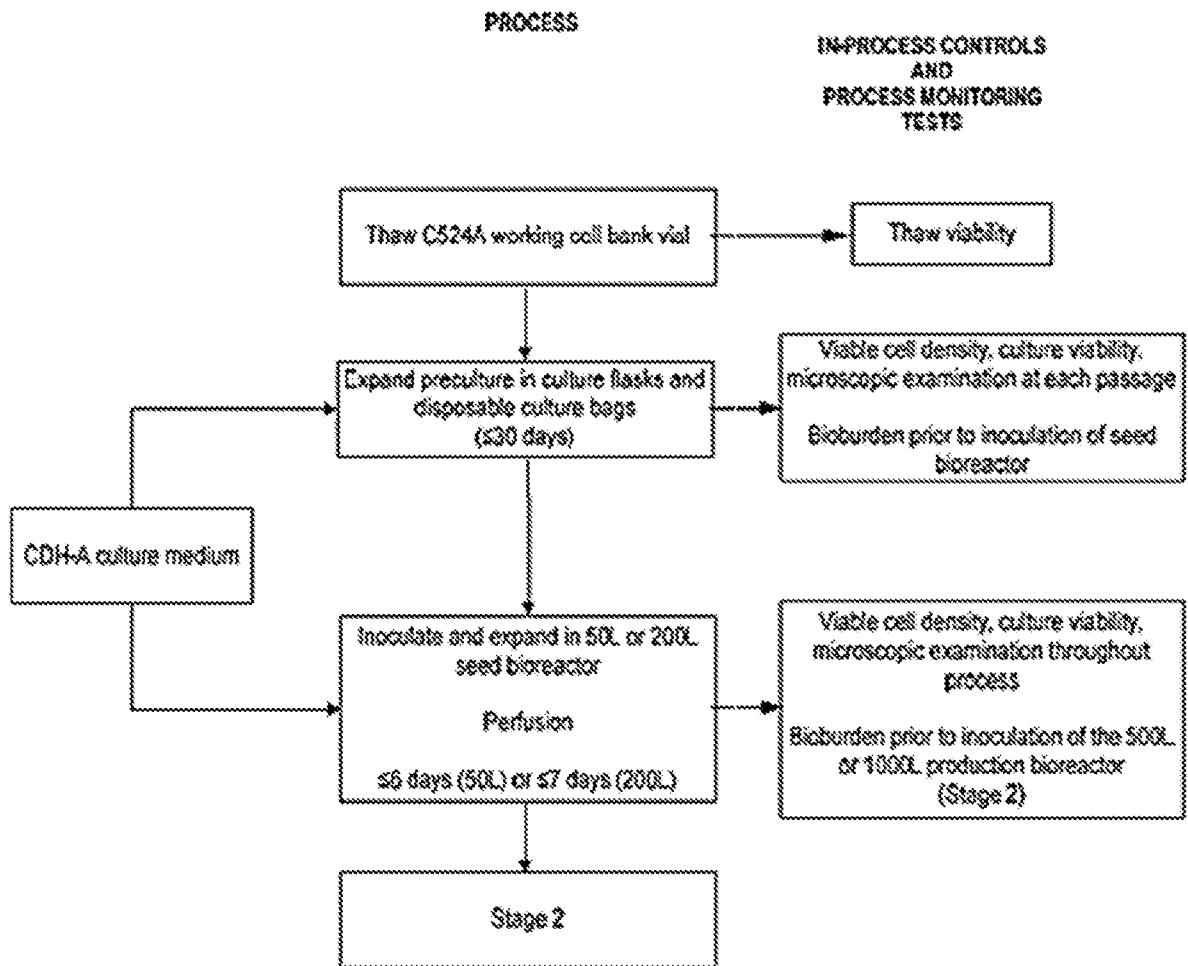 PROCESS
IN-PROCESS CONTROLS
AND
PROCESS MONITORING
TESTS
Thaw C524A working cell bank vial
Thaw viability
Expand preculture in culture flasks and
disposable culture bags
(≤30 days)
Viable cell density, culture viability,
microscopic examination at each passage
Bioburden prior to inoculation of seed
bioreactor
CDH-A culture medium
Inoculate and expand in 50L or 200L
seed bioreactor
Perfusion
≤6 days (50L) or ≤7 days (200L)
Viable cell density, culture viability,
microscopic examination throughout
process
Bioburden prior to inoculation of the 500L
or 1000L production bioreactor
(Stage 2)
Stage 2